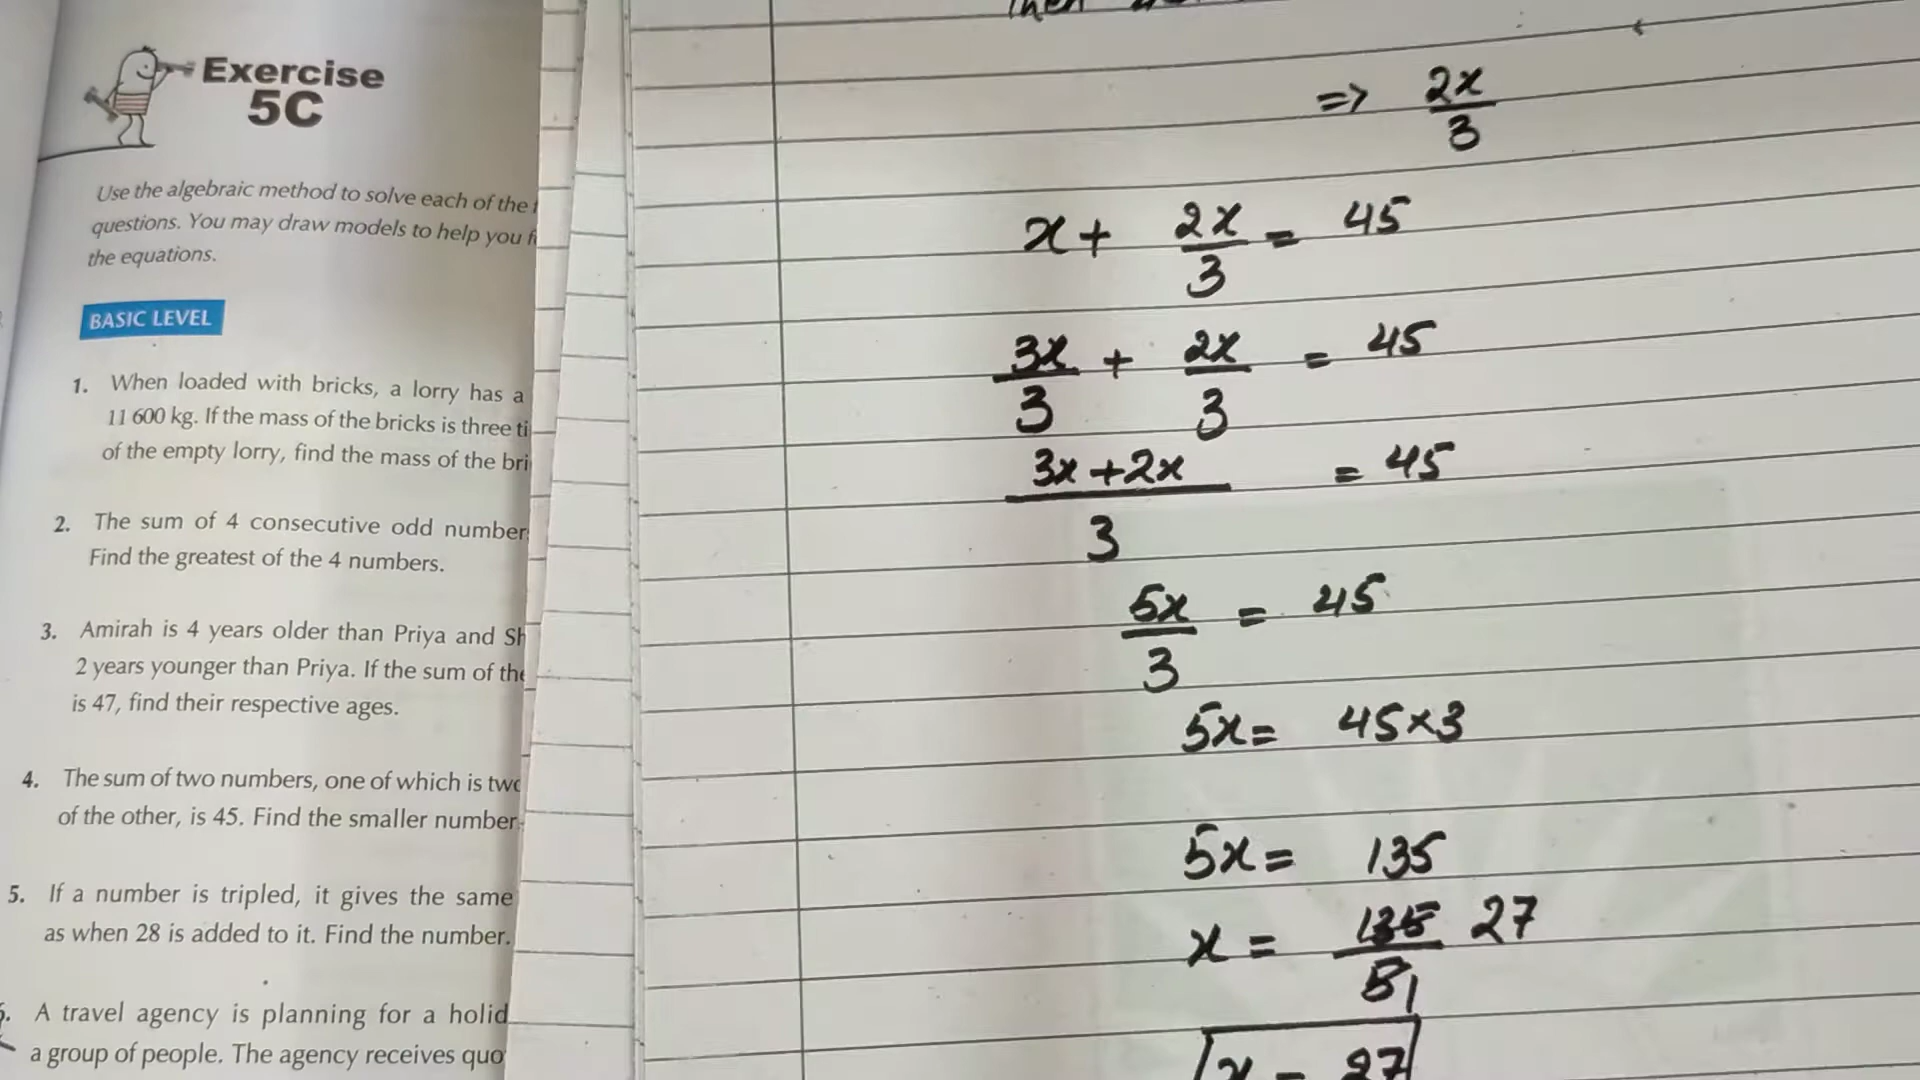 Exercise
5C
Use the algebraic method to solve each of the
questions. You may draw models to help you
the equations.
BASIC LEVEL
1. When loaded with bricks, a lorry has a
11 600 kg. If the mass of the bricks is three
of the empty lorry, find the mass of the
2. The sum of 4 consecutive odd
Find the greatest of the 4 numbers.
3. Amirah is 4 years older than Priya and
2 years younger than Priya. If the sum of
is 47, find their respective ages.
4. The sum of two numbers, one of which is
of the other, is 45. Find the smaller number.
5. If a number is tripled, it gives the same
as when 28 is added to it. Find the number.
A travel agency is planning for a
a group of people. The agency receives
=> 2x/3
x + 2x/3 = 45
3x/3 + 2x/3 = 45
3x+2x/3 = 45
5x/3 = 45
5x = 45×3
5x = 135
x = 135/51 27
x = 27